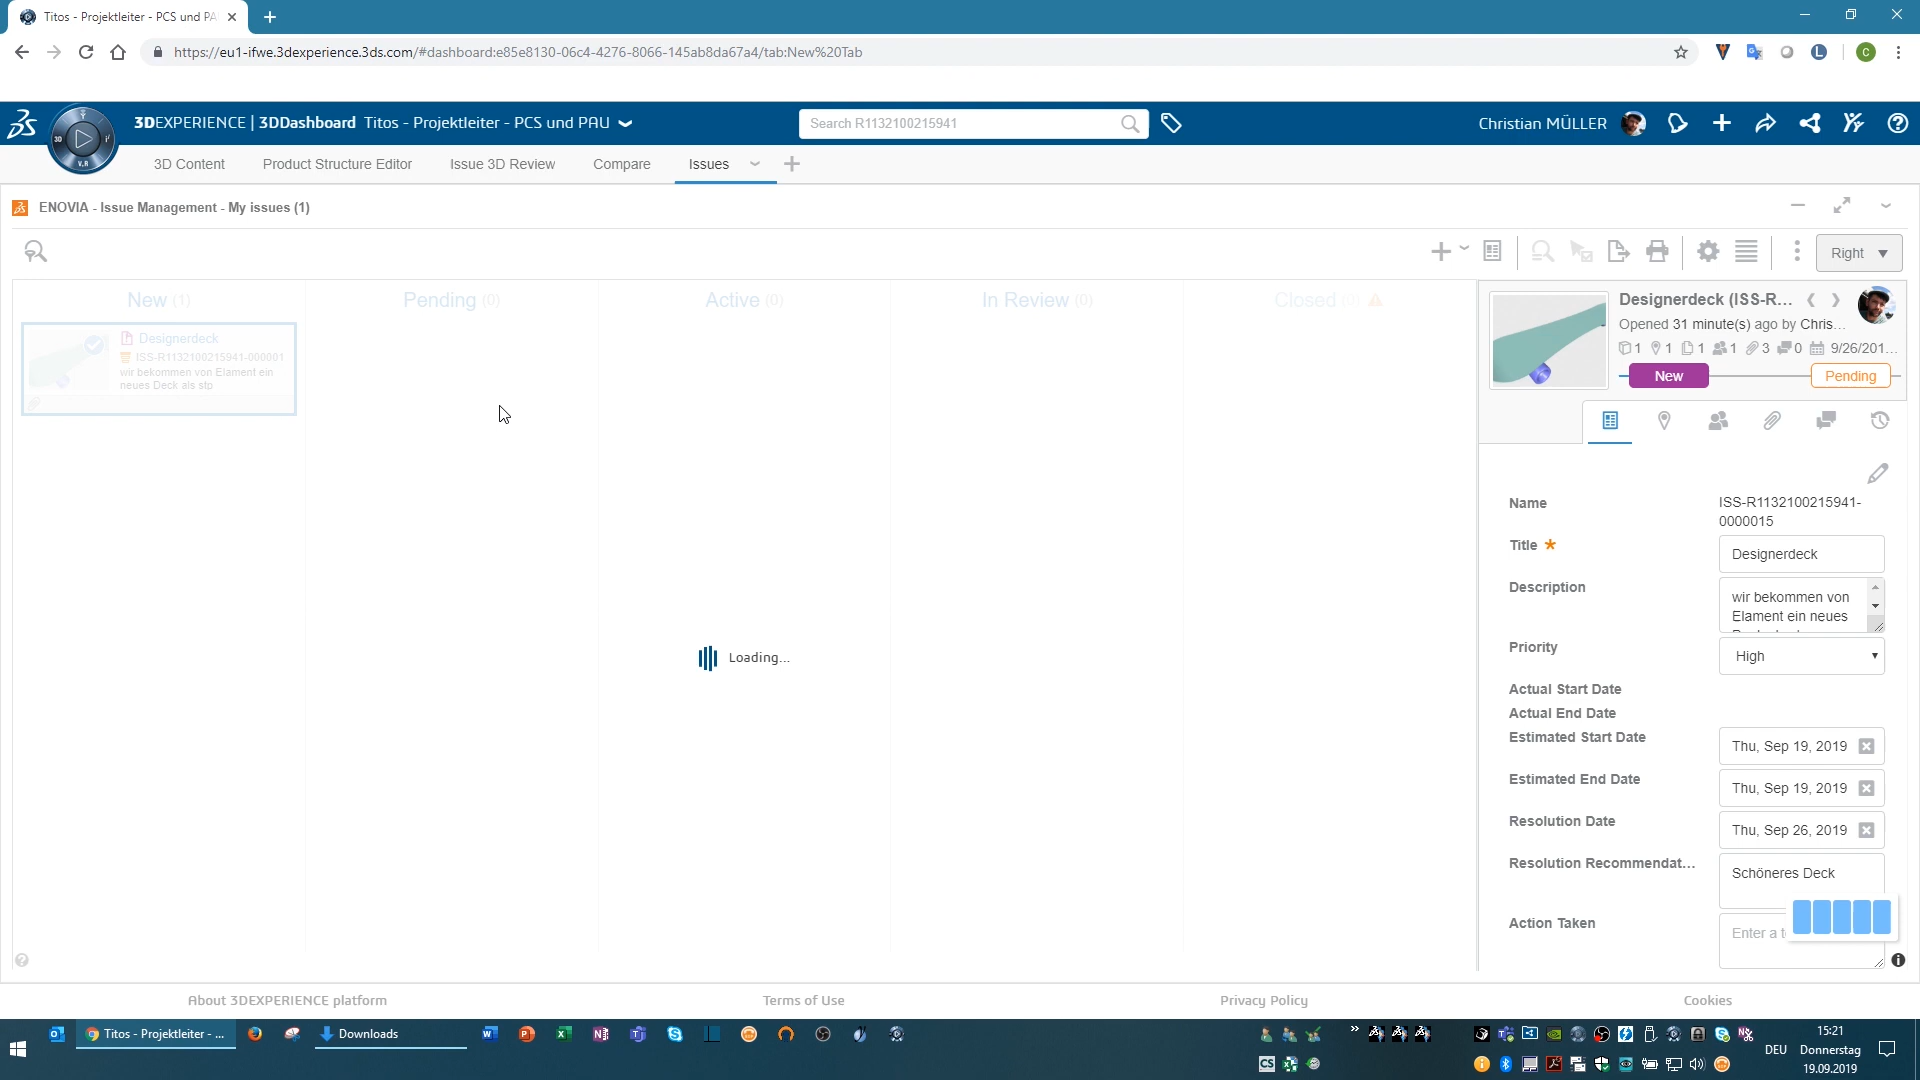 Titos - Projektleiter - PCS und PA
https://eu1-ifwe.3dexperience.3ds.com/#dashboard:e85e8130-06c4-4276-8066-145ab8da67a4/tab:New%20Tab
3DEXPERIENCE | 3DDashboard Titos - Projektleiter - PCS und PAU
Search R1132100215941
Christian MÜLLER
3D Content
Product Structure Editor
Issue 3D Review
Compare
Issues
ENOVIA - Issue Management - My issues (1)
Right
New (1)
Pending (0)
Active (0)
In Review (0)
Closed (0)
Designerdeck
ISS-R1132100215941-000001
wir bekommen von Elament ein
neues Deck als stp
Loading...
Designerdeck (ISS-R...
Opened 31 minute(s) ago by Chris...
1 1 1 1 3 0 9/26/201...
New
Pending
Name
ISS-R1132100215941-
0000015
Title *
Designerdeck
Description
wir bekommen von
Elament ein neues
Priority
High
Actual Start Date
Actual End Date
Estimated Start Date
Thu, Sep 19, 2019
Estimated End Date
Thu, Sep 19, 2019
Resolution Date
Thu, Sep 26, 2019
Resolution Recommendat...
Schöneres Deck
Action Taken
Enter a t
About 3DEXPERIENCE platform
Terms of Use
Privacy Policy
Cookies
Titos - Projektleiter - ...
Downloads
DEU
15:21
Donnerstag
19.09.2019